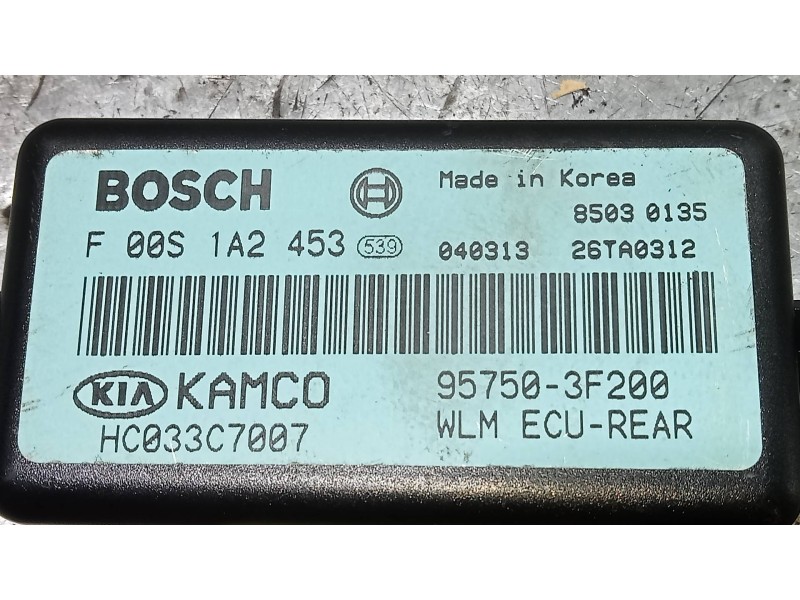 BOSCH Made in Korea
8503 0135
F 00S 1A2 453 539 040313 26TA0312
KIA KAMCO 95750-3F200
HC033C7007 WLM ECU-REAR